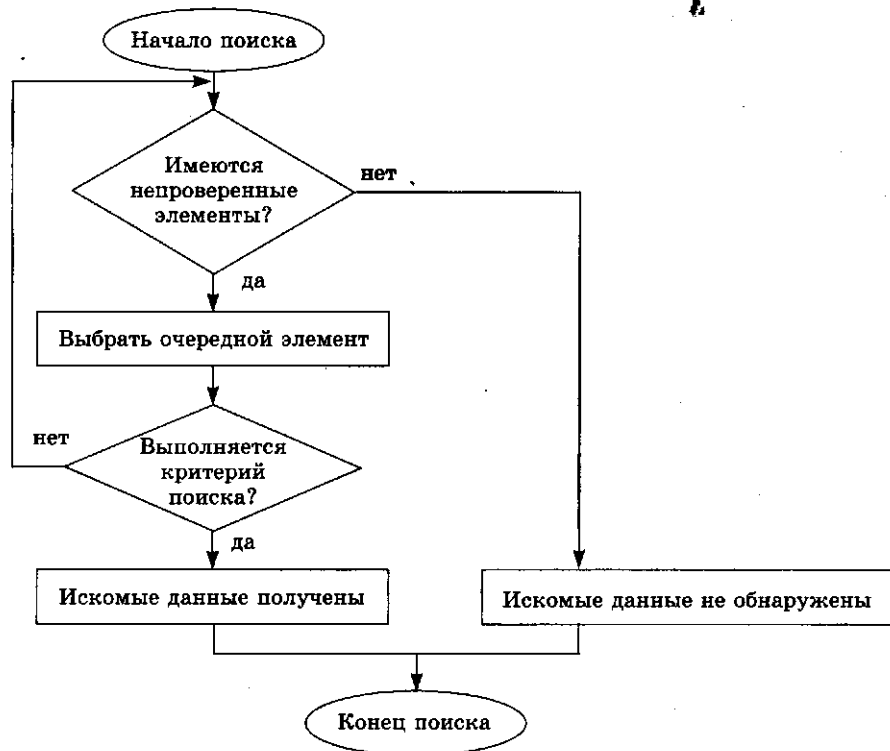 Начало поиска
Имеются
непроверенные
элементы?
нет
да
Выбрать очередной элемент
нет
Выполняется
критерий
поиска?
да
Искомые данные получены
Искомые данные не обнаружены
Конец поиска